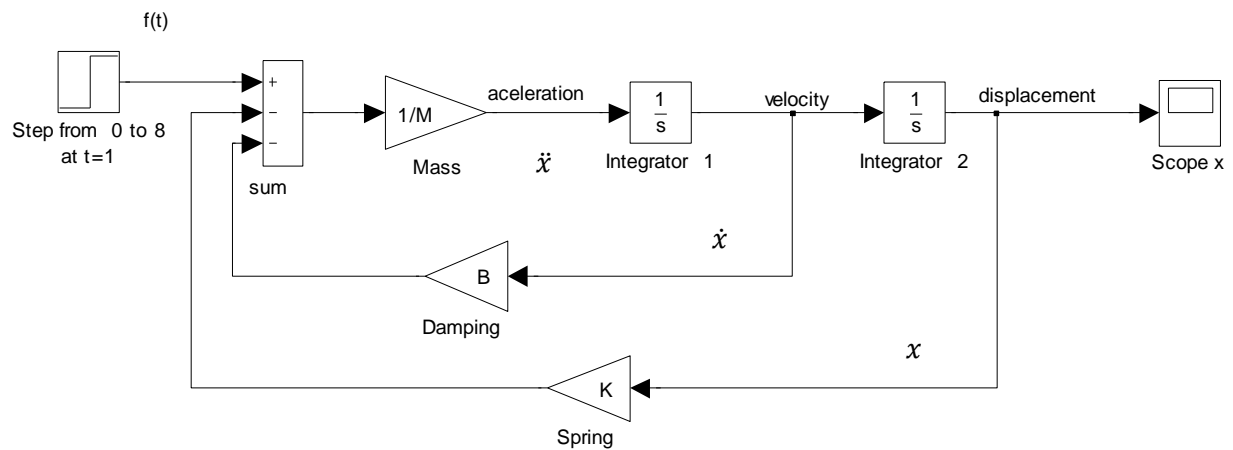 f(t)
+
−
−
Step from 0 to 8
at t=1
sum
1/M
Mass
aceleration
ẍ
1
s
Integrator 1
velocity
ẋ
1
s
Integrator 2
displacement
Scope x
B
Damping
x
K
Spring